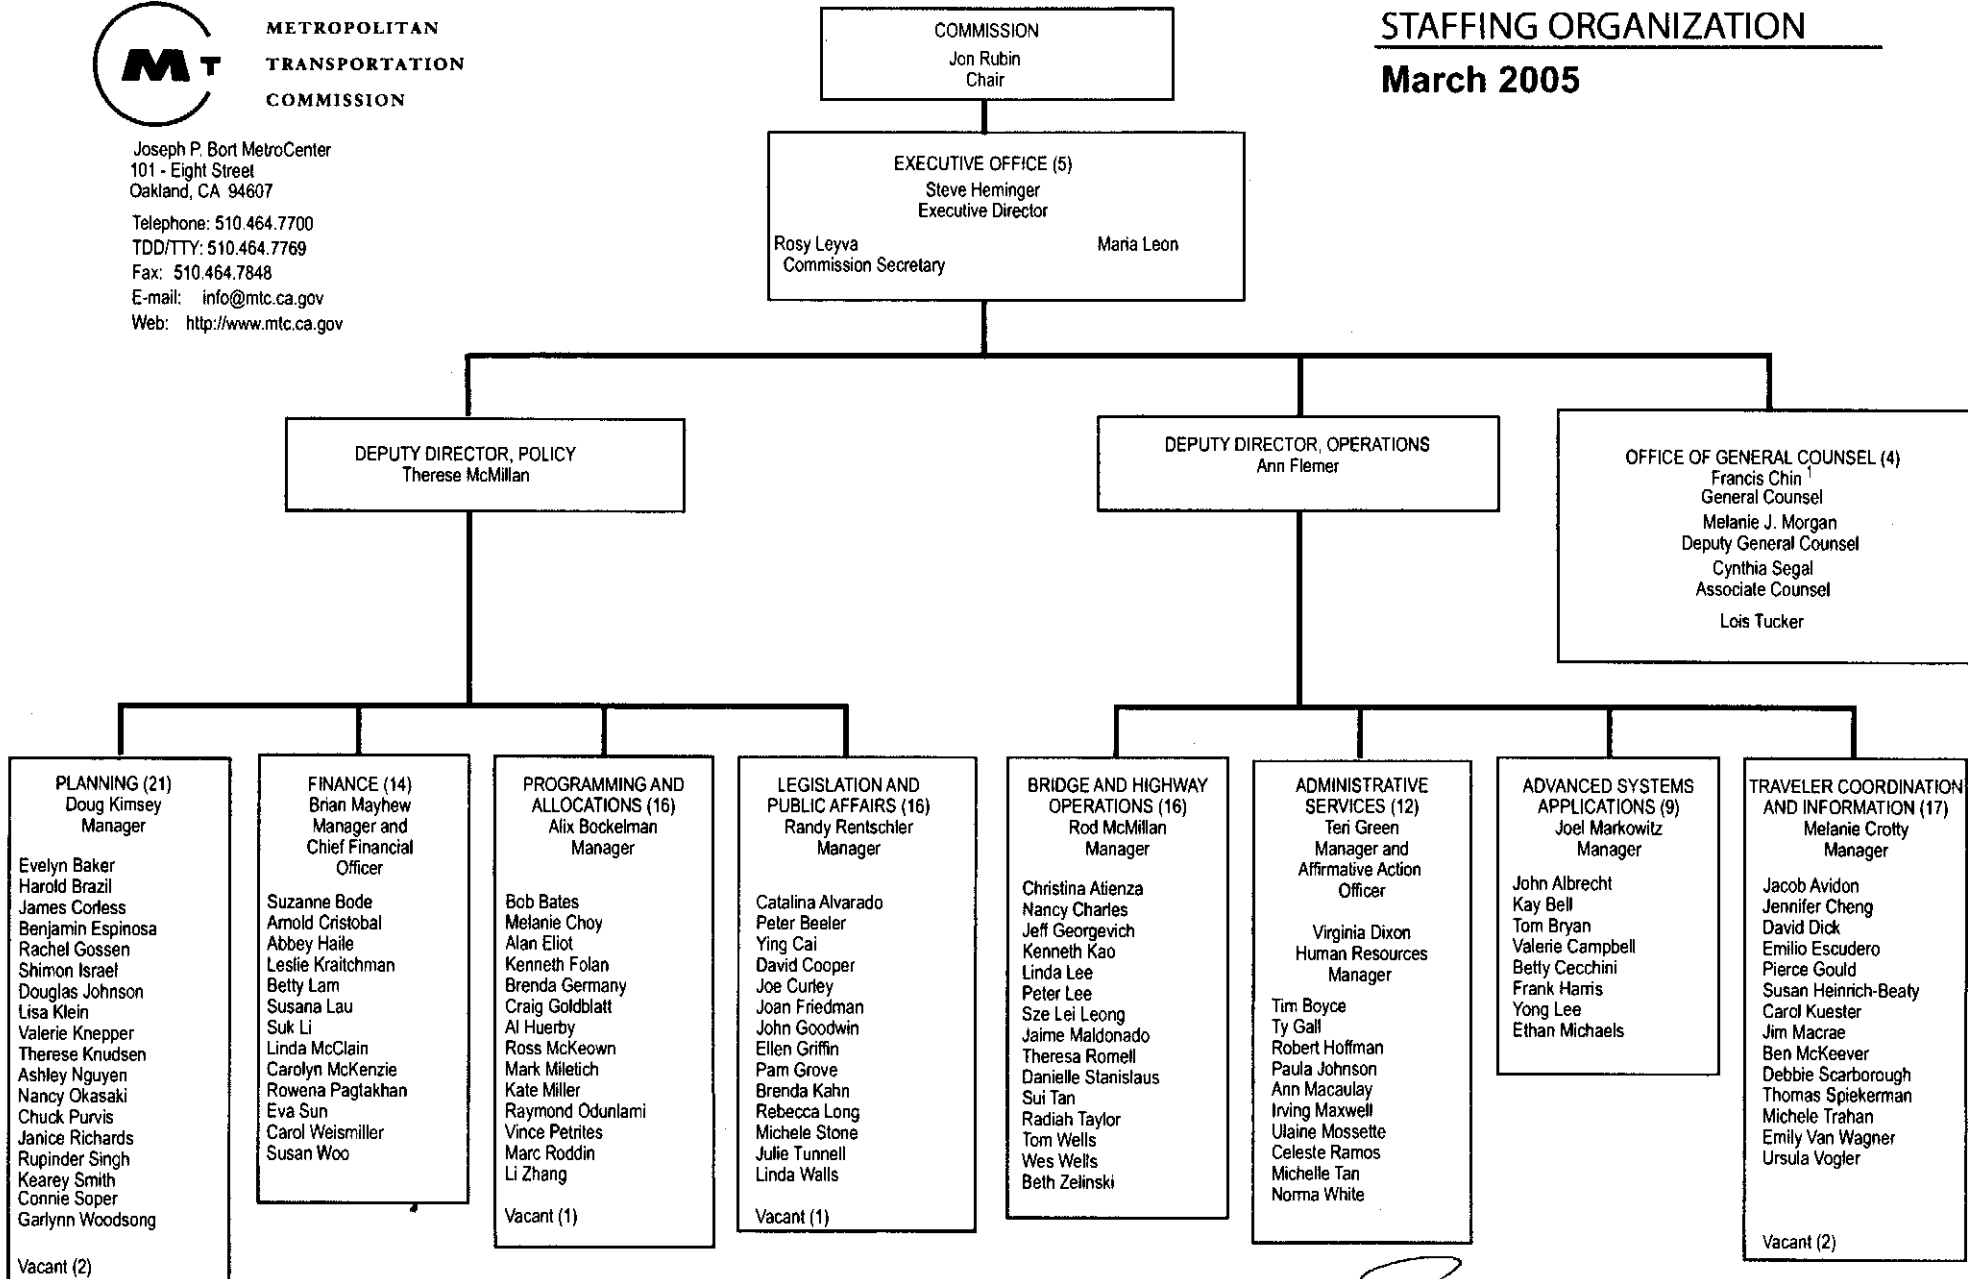 M T
METROPOLITAN
TRANSPORTATION
COMMISSION
Joseph P. Bort MetroCenter
101 - Eight Street
Oakland, CA 94607
Telephone: 510.464.7700
TDD/TTY: 510.464.7769
Fax: 510.464.7848
E-mail: info@mtc.ca.gov
Web: http://www.mtc.ca.gov
STAFFING ORGANIZATION
March 2005
COMMISSION
Jon Rubin
Chair
EXECUTIVE OFFICE (5)
Steve Heminger
Executive Director
Rosy Leyva
Commission Secretary
Maria Leon
DEPUTY DIRECTOR, POLICY
Therese McMillan
DEPUTY DIRECTOR, OPERATIONS
Ann Flemer
OFFICE OF GENERAL COUNSEL (4)
Francis Chin 1
General Counsel
Melanie J. Morgan
Deputy General Counsel
Cynthia Segal
Associate Counsel
Lois Tucker
PLANNING (21)
Doug Kimsey
Manager
Evelyn Baker
Harold Brazil
James Corless
Benjamin Espinosa
Rachel Gossen
Shimon Israel
Douglas Johnson
Lisa Klein
Valerie Knepper
Therese Knudsen
Ashley Nguyen
Nancy Okasaki
Chuck Purvis
Janice Richards
Rupinder Singh
Kearey Smith
Connie Soper
Garlynn Woodsong
Vacant (2)
FINANCE (14)
Brian Mayhew
Manager and
Chief Financial
Officer
Suzanne Bode
Arnold Cristobal
Abbey Haile
Leslie Kraitchman
Betty Lam
Susana Lau
Suk Li
Linda McClain
Carolyn McKenzie
Rowena Pagtakhan
Eva Sun
Carol Weismiller
Susan Woo
PROGRAMMING AND
ALLOCATIONS (16)
Alix Bockelman
Manager
Bob Bates
Melanie Choy
Alan Eliot
Kenneth Folan
Brenda Germany
Craig Goldblatt
Al Huerby
Ross McKeown
Mark Miletich
Kate Miller
Raymond Odunlami
Vince Petrites
Marc Roddin
Li Zhang
Vacant (1)
LEGISLATION AND
PUBLIC AFFAIRS (16)
Randy Rentschler
Manager
Catalina Alvarado
Peter Beeler
Ying Cai
David Cooper
Joe Curley
Joan Friedman
John Goodwin
Ellen Griffin
Pam Grove
Brenda Kahn
Rebecca Long
Michele Stone
Julie Tunnell
Linda Walls
Vacant (1)
BRIDGE AND HIGHWAY
OPERATIONS (16)
Rod McMillan
Manager
Christina Atienza
Nancy Charles
Jeff Georgevich
Kenneth Kao
Linda Lee
Peter Lee
Sze Lei Leong
Jaime Maldonado
Theresa Romell
Danielle Stanislaus
Sui Tan
Radiah Taylor
Tom Wells
Wes Wells
Beth Zelinski
ADMINISTRATIVE
SERVICES (12)
Teri Green
Manager and
Affirmative Action
Officer
Virginia Dixon
Human Resources
Manager
Tim Boyce
Ty Gall
Robert Hoffman
Paula Johnson
Ann Macaulay
Irving Maxwell
Ulaine Mossette
Celeste Ramos
Michelle Tan
Norma White
ADVANCED SYSTEMS
APPLICATIONS (9)
Joel Markowitz
Manager
John Albrecht
Kay Bell
Tom Bryan
Valerie Campbell
Betty Cecchini
Frank Harris
Yong Lee
Ethan Michaels
TRAVELER COORDINATION
AND INFORMATION (17)
Melanie Crotty
Manager
Jacob Avidon
Jennifer Cheng
David Dick
Emilio Escudero
Pierce Gould
Susan Heinrich-Beaty
Carol Kuester
Jim Macrae
Ben McKeever
Debbie Scarborough
Thomas Spiekerman
Michele Trahan
Emily Van Wagner
Ursula Vogler
Vacant (2)